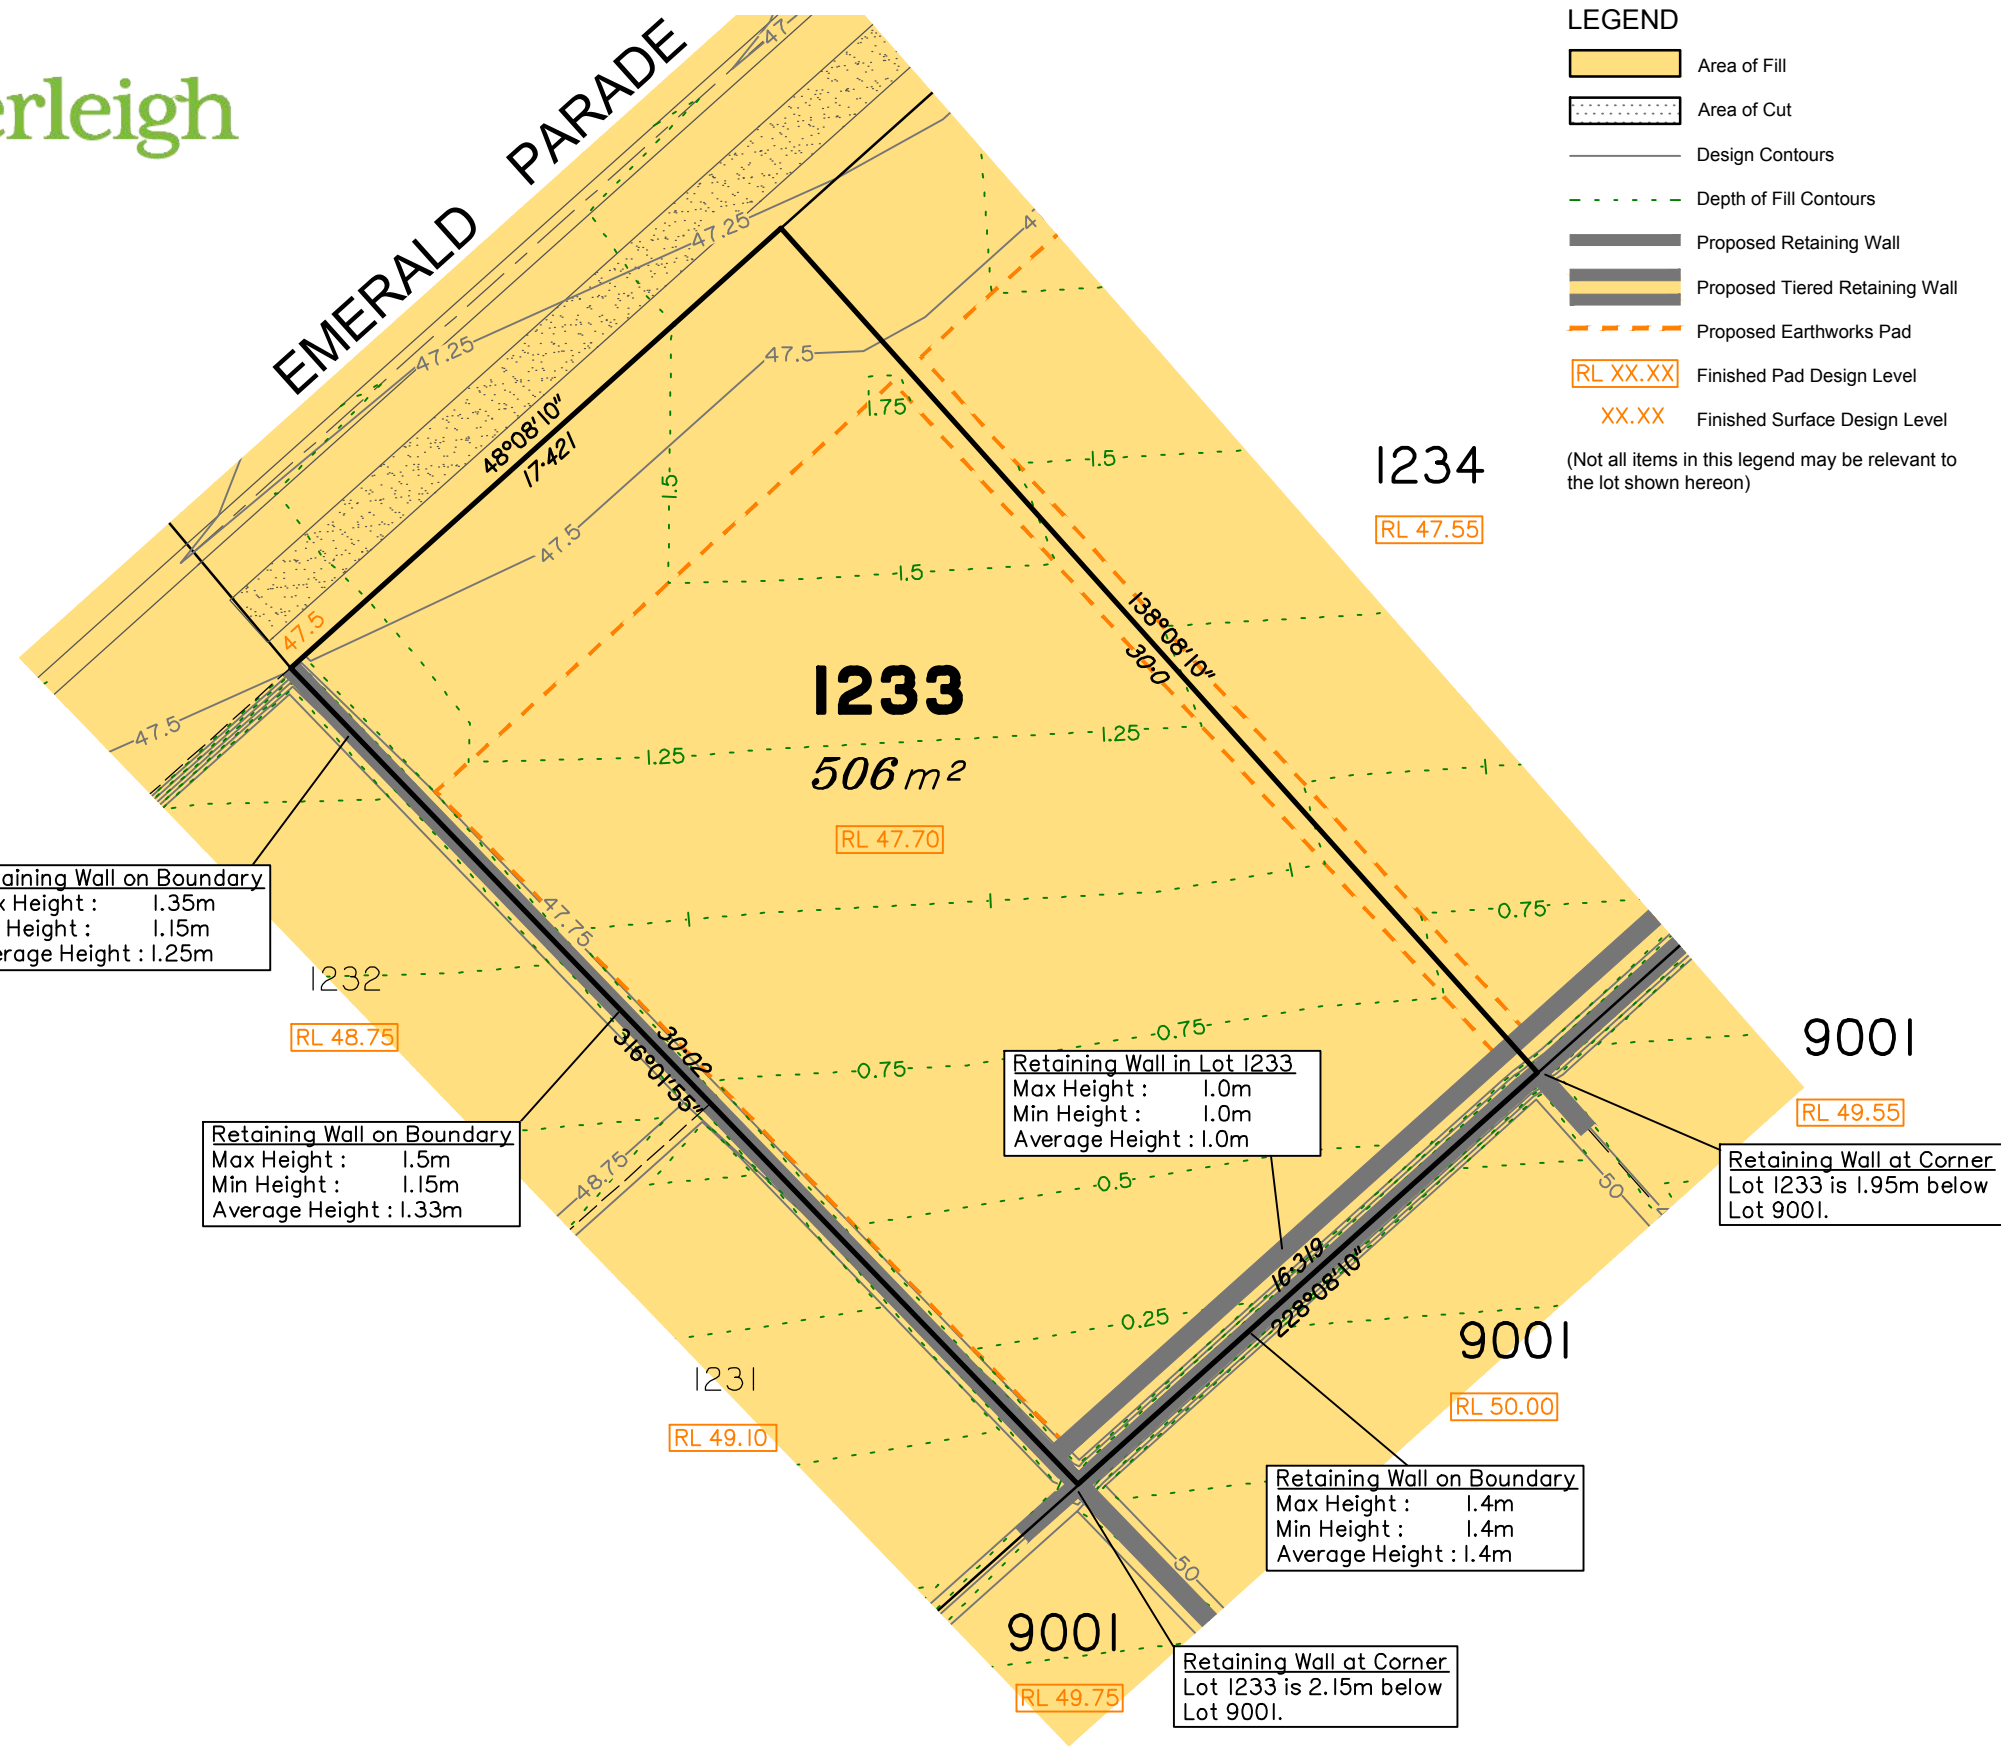 erleigh
EMERALD PARADE
LEGEND
Area of Fill
Area of Cut
Design Contours
Depth of Fill Contours
Proposed Retaining Wall
Proposed Tiered Retaining Wall
Proposed Earthworks Pad
RL XX.XX Finished Pad Design Level
XX.XX Finished Surface Design Level
(Not all items in this legend may be relevant to
the lot shown hereon)
47
47.25
47.25
4
47.5
47.5
47.5
47.5
48°08'10"
17·421
1.75
1.5
1.5
1.5
1234
RL 47.55
138°08'10"
30·0
1233
506 m²
RL 47.70
1.25
1.25
1
1
1
1
0.75
0.75
0.75
0.5
0.25
47.75
aining Wall on Boundary
x Height : 1.35m
Height : 1.15m
erage Height : 1.25m
1232
RL 48.75
30·02
316°01'55"
Retaining Wall on Boundary
Max Height : 1.5m
Min Height : 1.15m
Average Height : 1.33m
48.75
Retaining Wall in Lot 1233
Max Height : 1.0m
Min Height : 1.0m
Average Height : 1.0m
9001
RL 49.55
Retaining Wall at Corner
Lot 1233 is 1.95m below
Lot 9001.
50
16·319
228°08'10"
9001
RL 50.00
1231
RL 49.10
Retaining Wall on Boundary
Max Height : 1.4m
Min Height : 1.4m
Average Height : 1.4m
50
9001
RL 49.75
Retaining Wall at Corner
Lot 1233 is 2.15m below
Lot 9001.